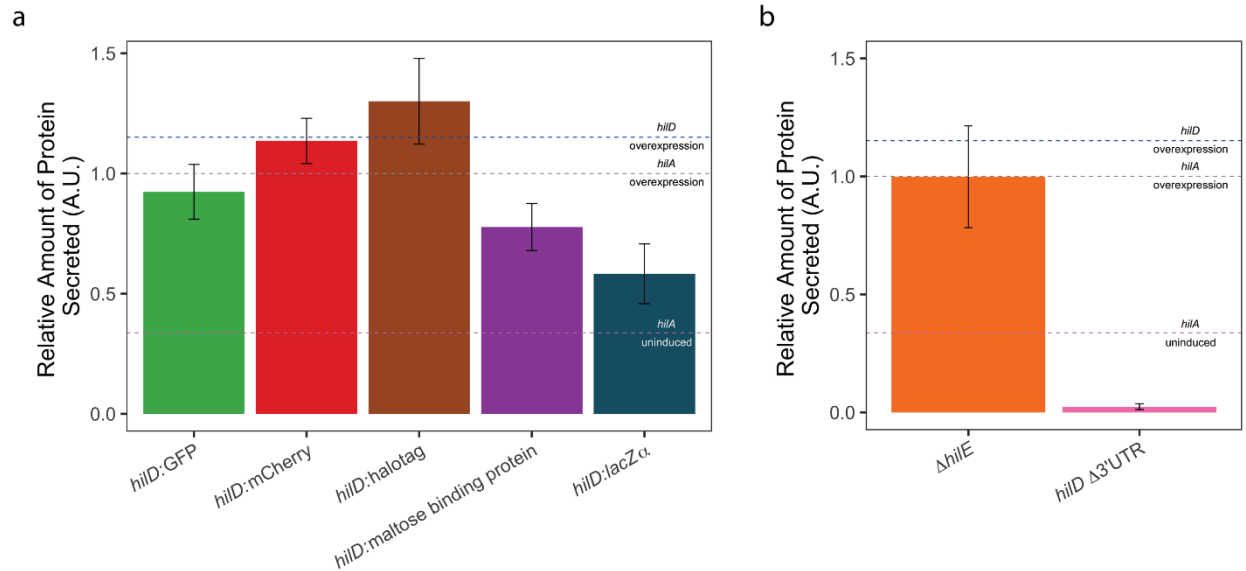 a
Relative Amount of Protein
Secreted (A.U.)
1.5
1.0
0.5
0.0
hilD
overexpression
hilA
overexpression
hilA
uninduced
hilD:GFP
hilD:mCherry
hilD:halotag
hilD:maltose binding protein
hilD:lacZα
b
Relative Amount of Protein
Secreted (A.U.)
1.5
1.0
0.5
0.0
hilD
overexpression
hilA
overexpression
hilA
uninduced
ΔhilE
hilD Δ3'UTR